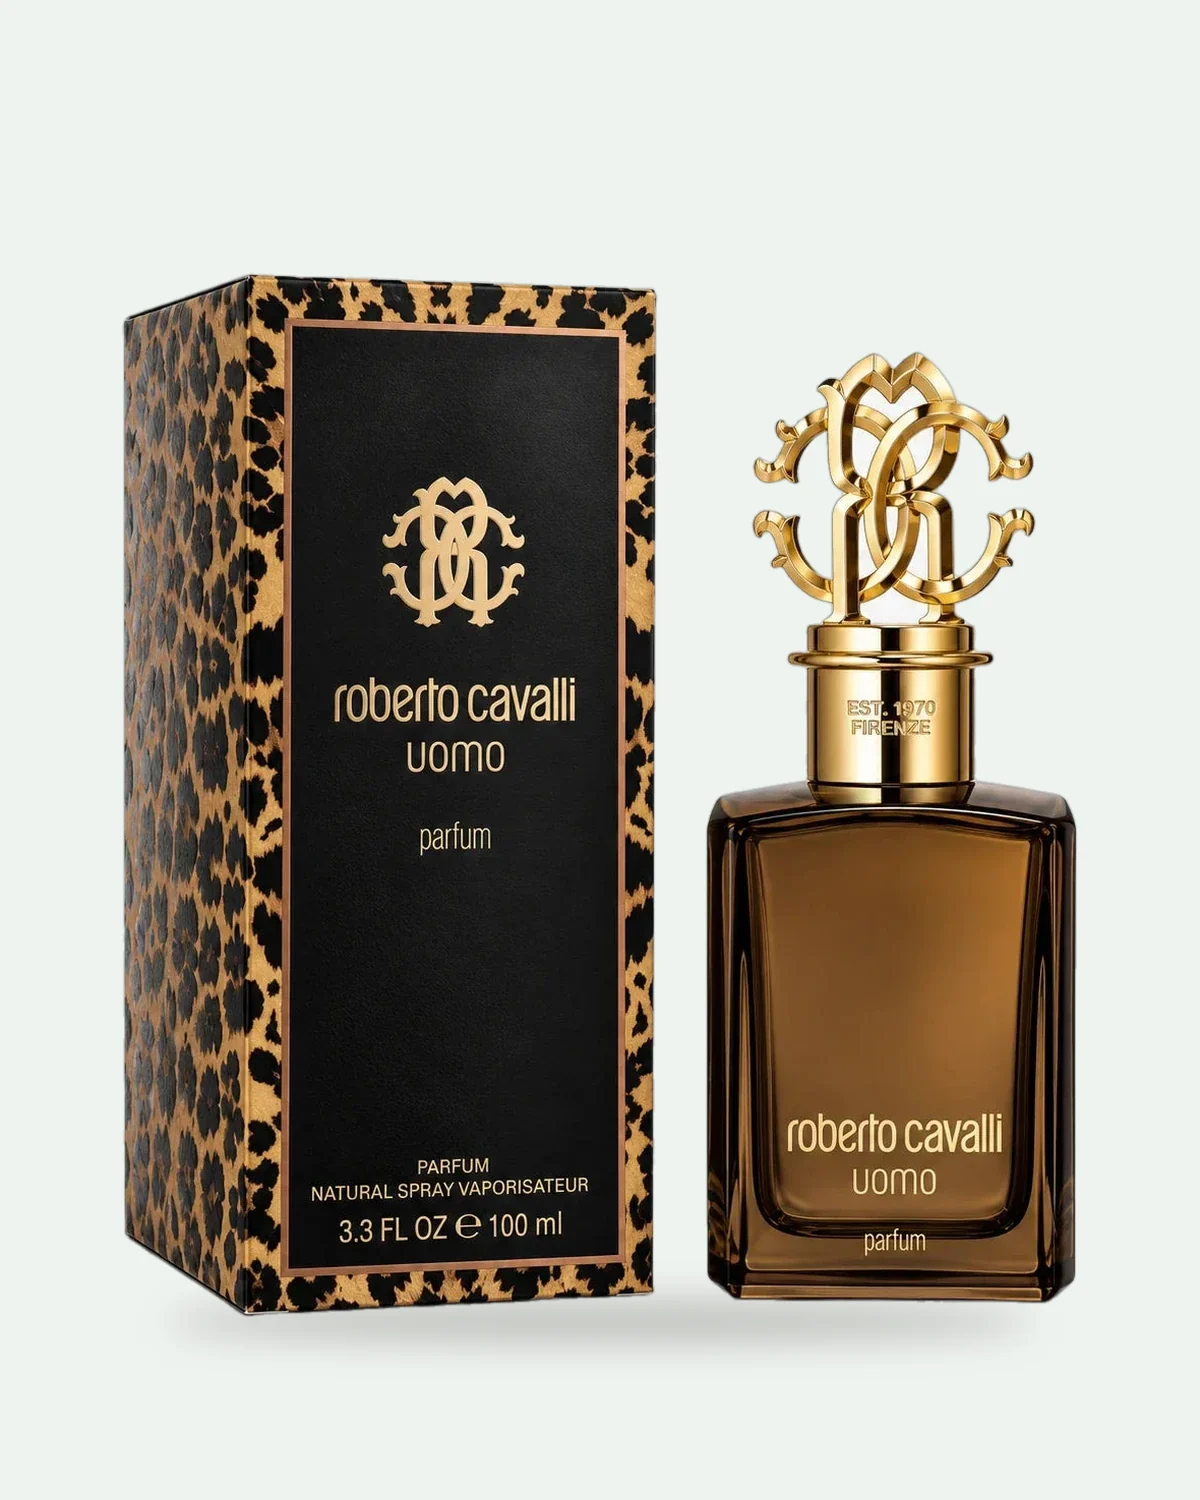 roberto cavalli
uomo
parfum
PARFUM
NATURAL SPRAY VAPORISATEUR
3.3 FL OZ ℮ 100 ml
EST. 1970
FIRENZE
roberto cavalli
uomo
parfum